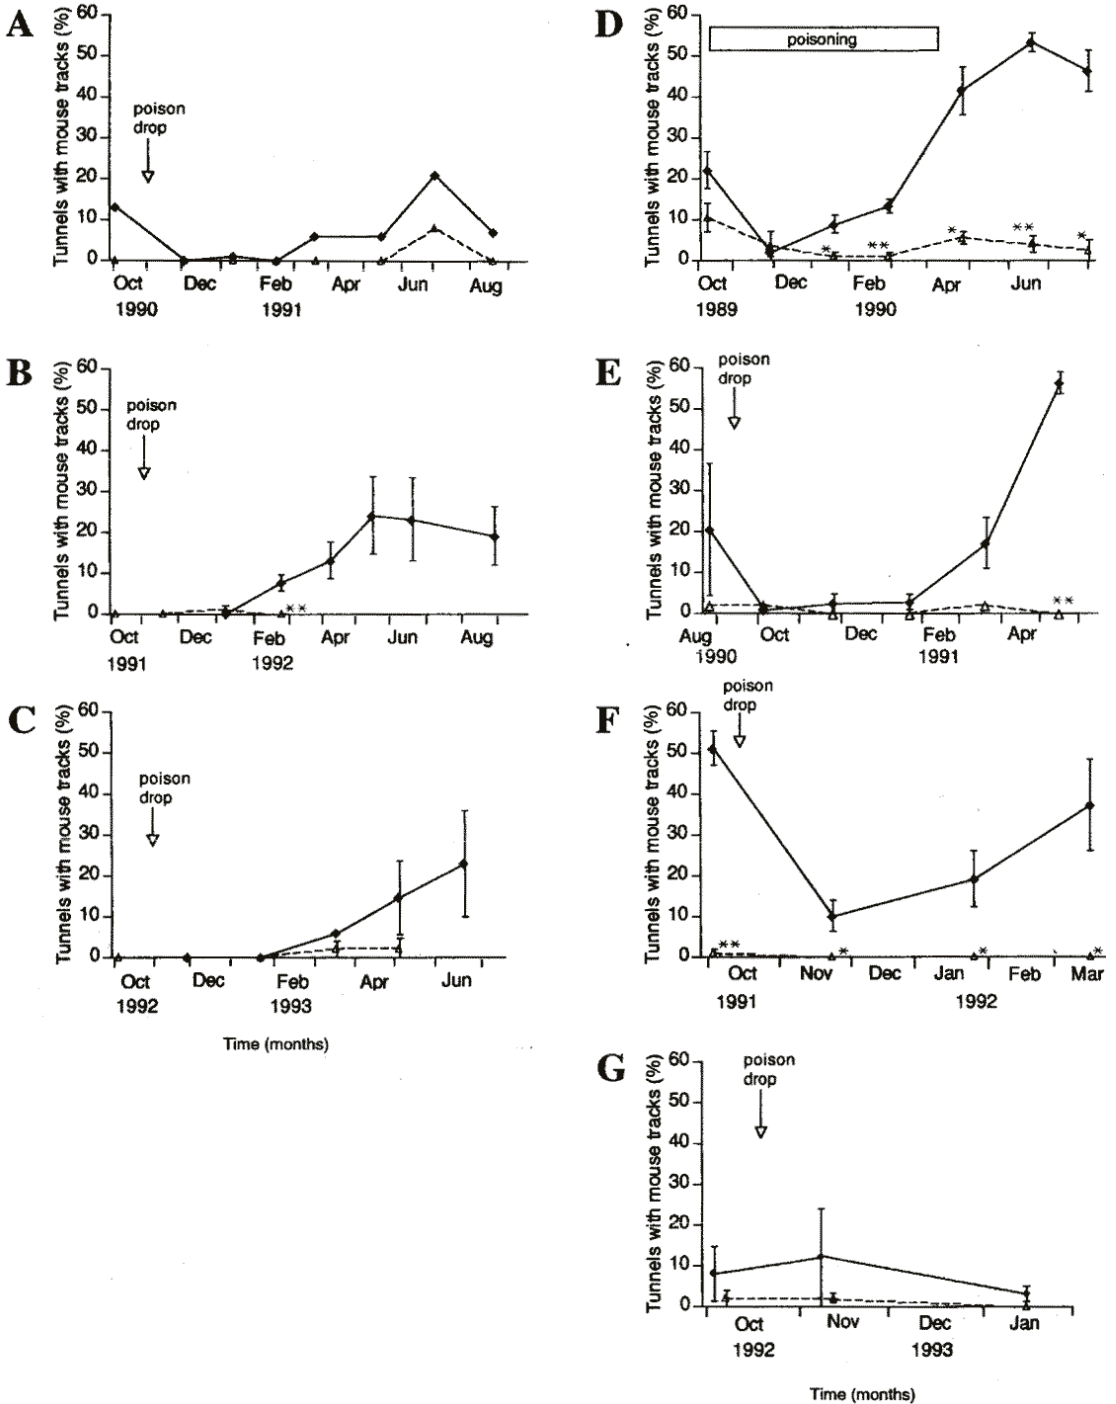 A
Tunnels with mouse tracks (%)
60
50
40
30
20
10
0
poison
drop
Oct Dec Feb Apr Jun Aug
1990 1991
B
Tunnels with mouse tracks (%)
60
50
40
30
20
10
0
poison
drop
**
Oct Dec Feb Apr Jun Aug
1991 1992
C
Tunnels with mouse tracks (%)
60
50
40
30
20
10
0
poison
drop
Oct Dec Feb Apr Jun
1992 1993
Time (months)
D
Tunnels with mouse tracks (%)
60
50
40
30
20
10
0
poisoning
* ** * ** *
Oct Dec Feb Apr Jun
1989 1990
E
Tunnels with mouse tracks (%)
60
50
40
30
20
10
0
poison
drop
**
Aug Oct Dec Feb Apr
1990 1991
F
Tunnels with mouse tracks (%)
60
50
40
30
20
10
0
poison
drop
** * * *
Oct Nov Dec Jan Feb Mar
1991 1992
G
Tunnels with mouse tracks (%)
60
50
40
30
20
10
0
poison
drop
Oct Nov Dec Jan
1992 1993
Time (months)